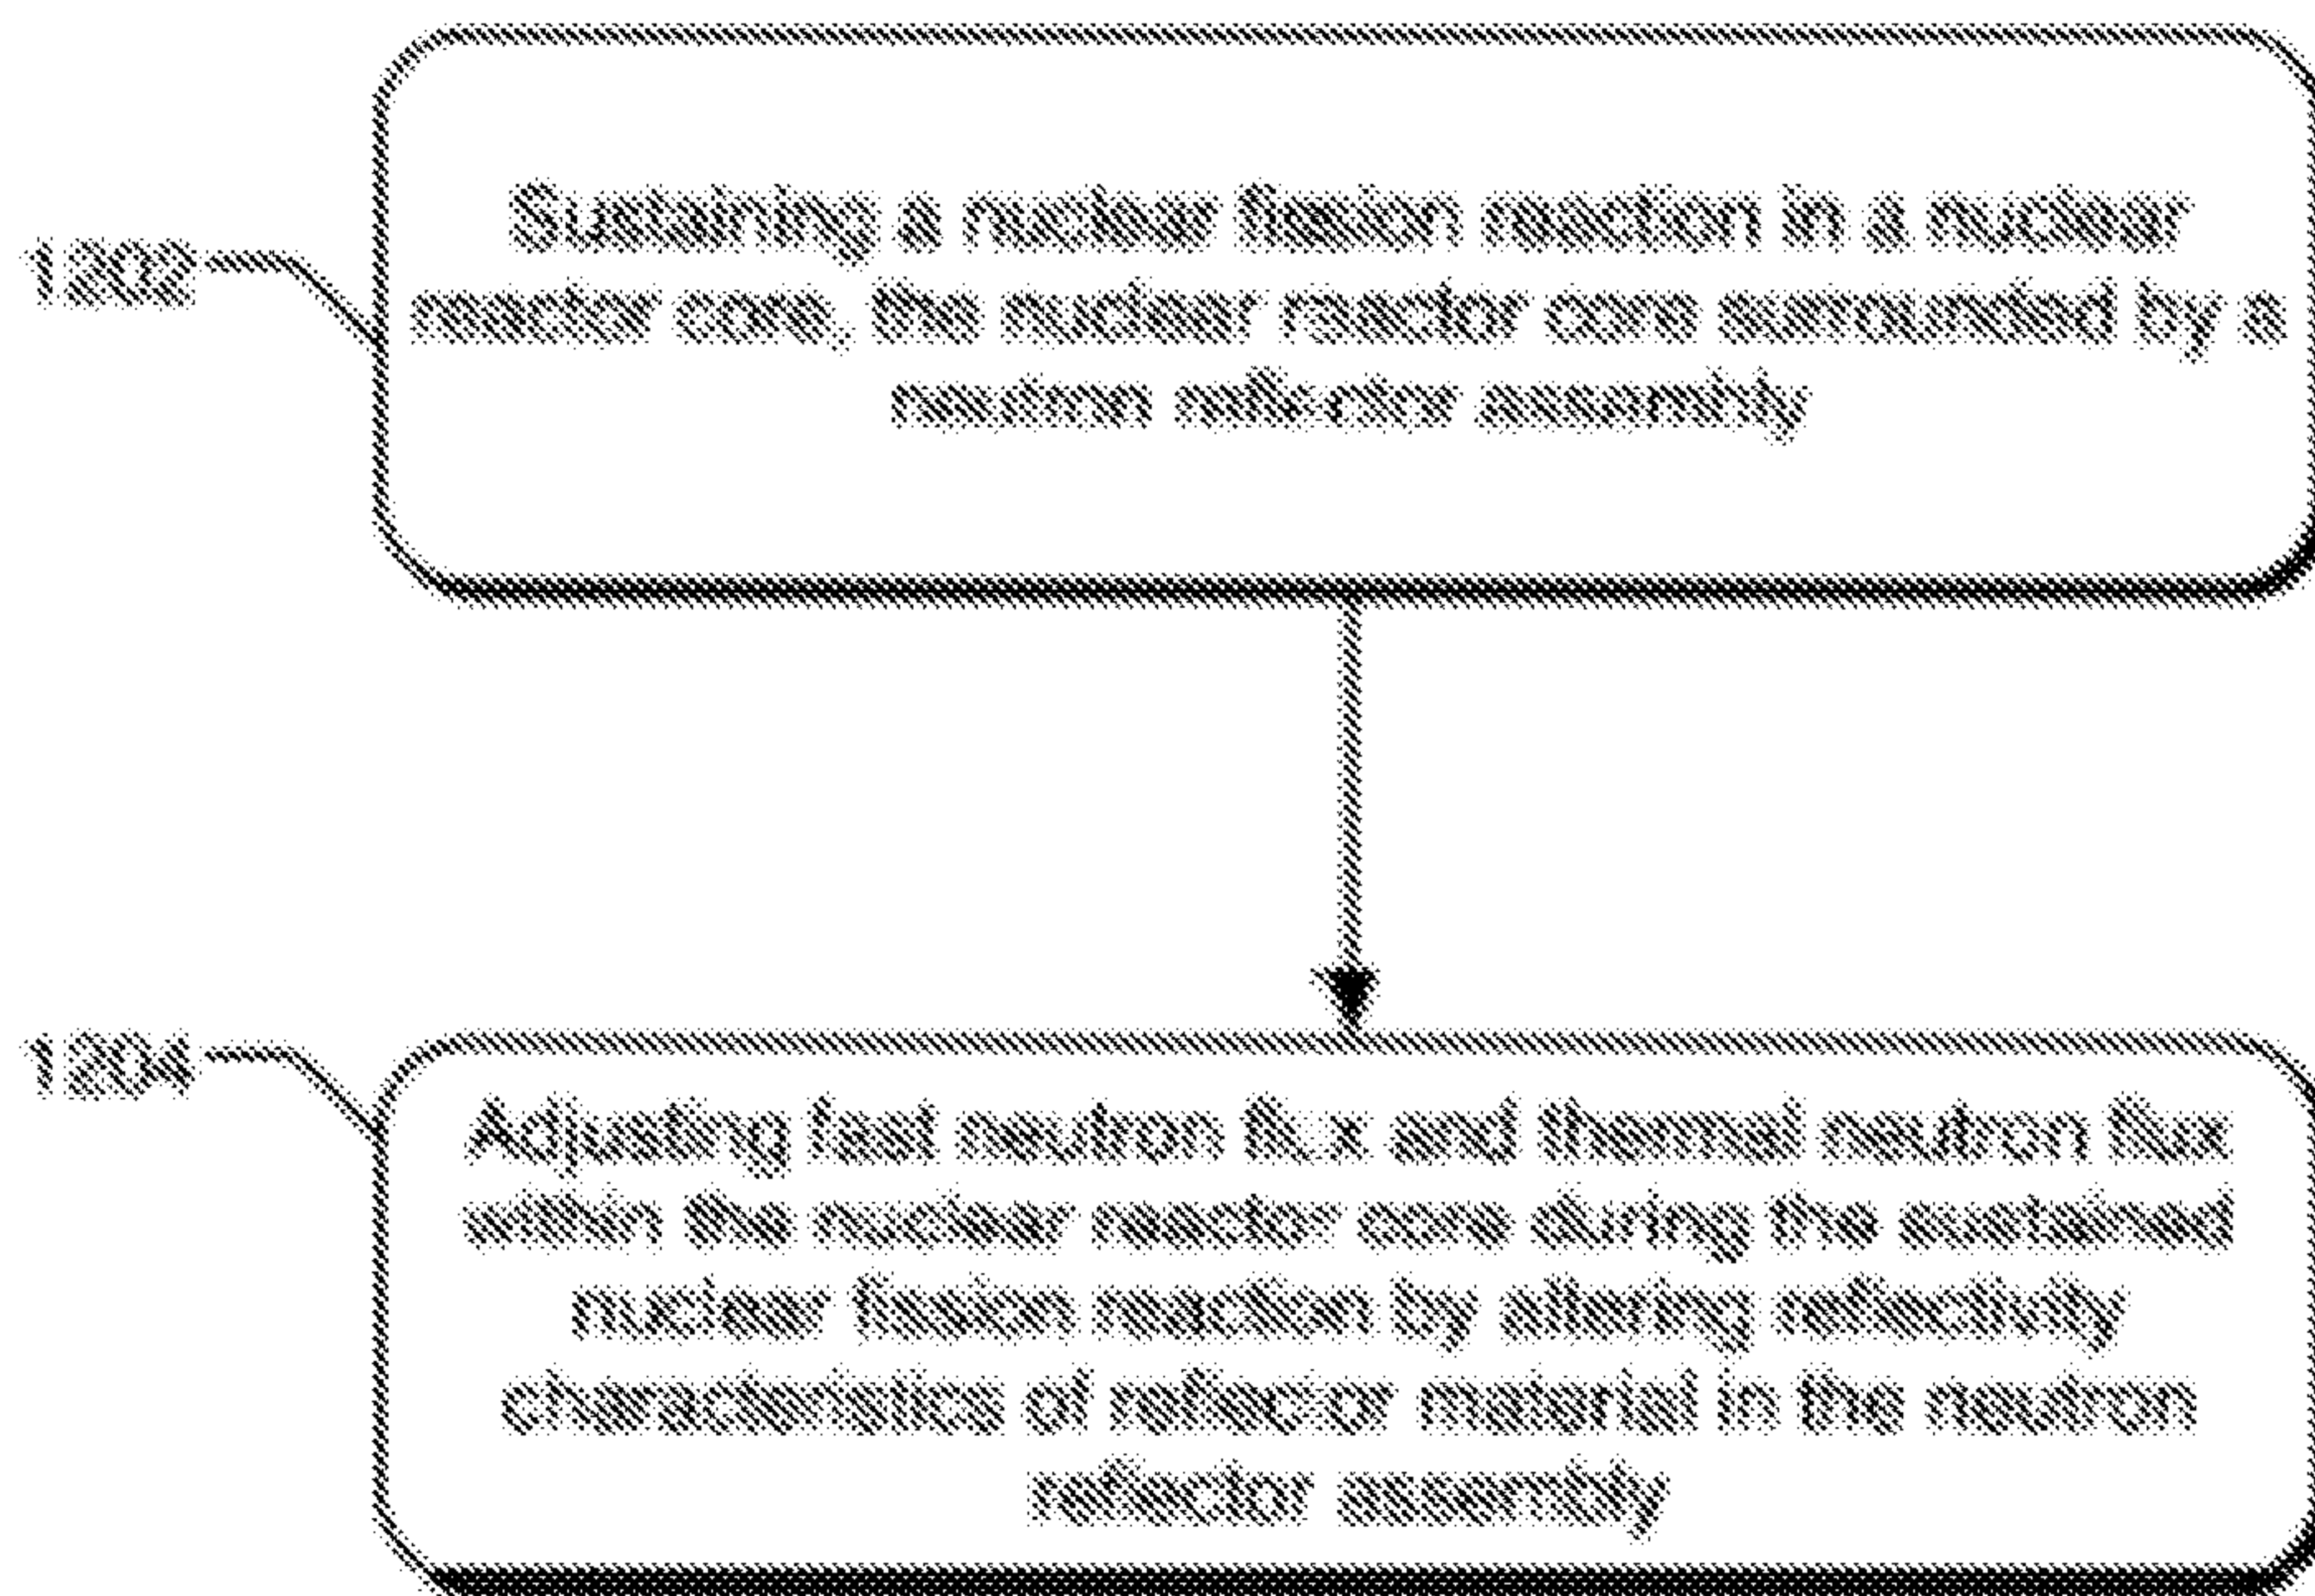 1202
Sustaining a nuclear fission reaction in a nuclear
reactor core, the nuclear reactor core surrounded by a
neutron reflector assembly
1204
Adjusting fast neutron flux and thermal neutron flux
within the nuclear reactor core during the sustained
nuclear fission reaction by altering reflectivity
characteristics of reflector material in the neutron
reflector assembly